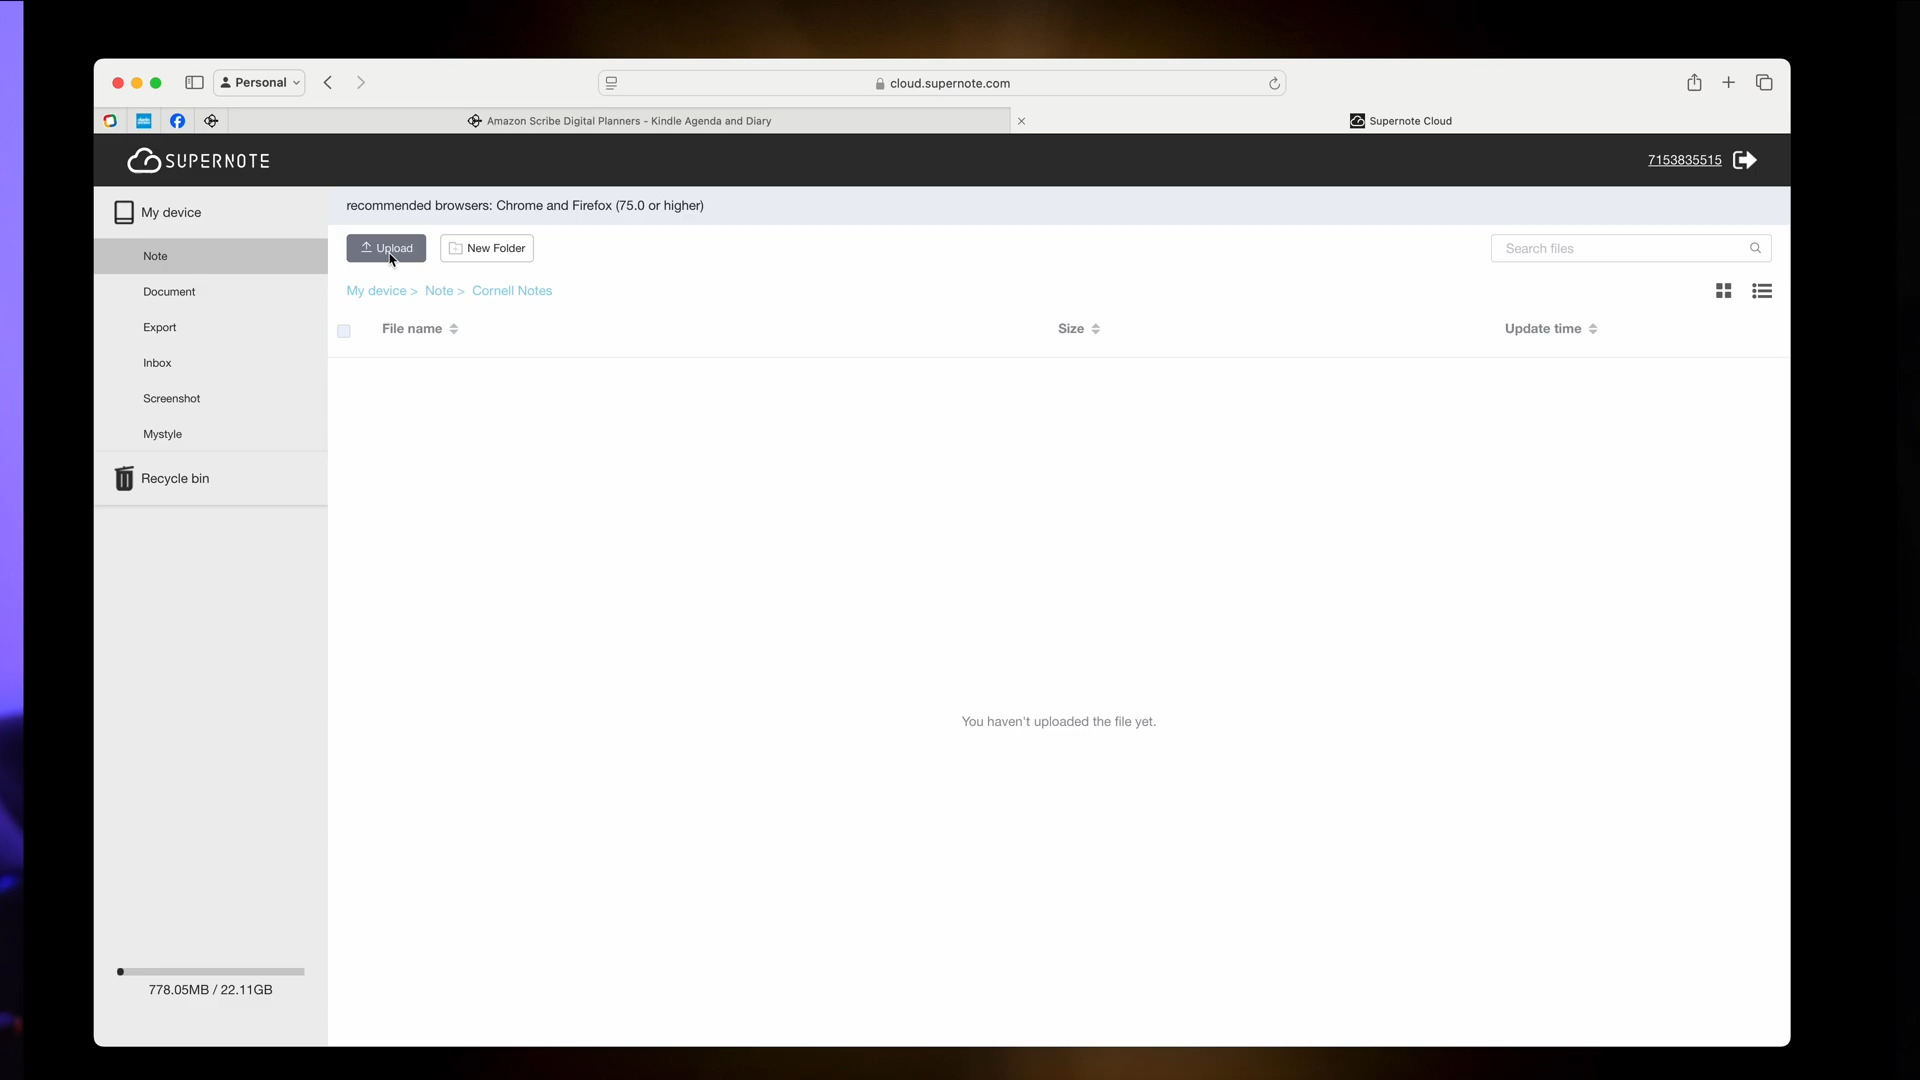 Personal
cloud.supernote.com
Amazon Scribe Digital Planners - Kindle Agenda and Diary
Supernote Cloud
SUPERNOTE
7153835515
My device
recommended browsers: Chrome and Firefox (75.0 or higher)
Note
Upload
New Folder
Search files
Document
My device > Note > Cornell Notes
Export
File name
Size
Update time
Inbox
Screenshot
Mystyle
Recycle bin
You haven't uploaded the file yet.
778.05MB / 22.11GB